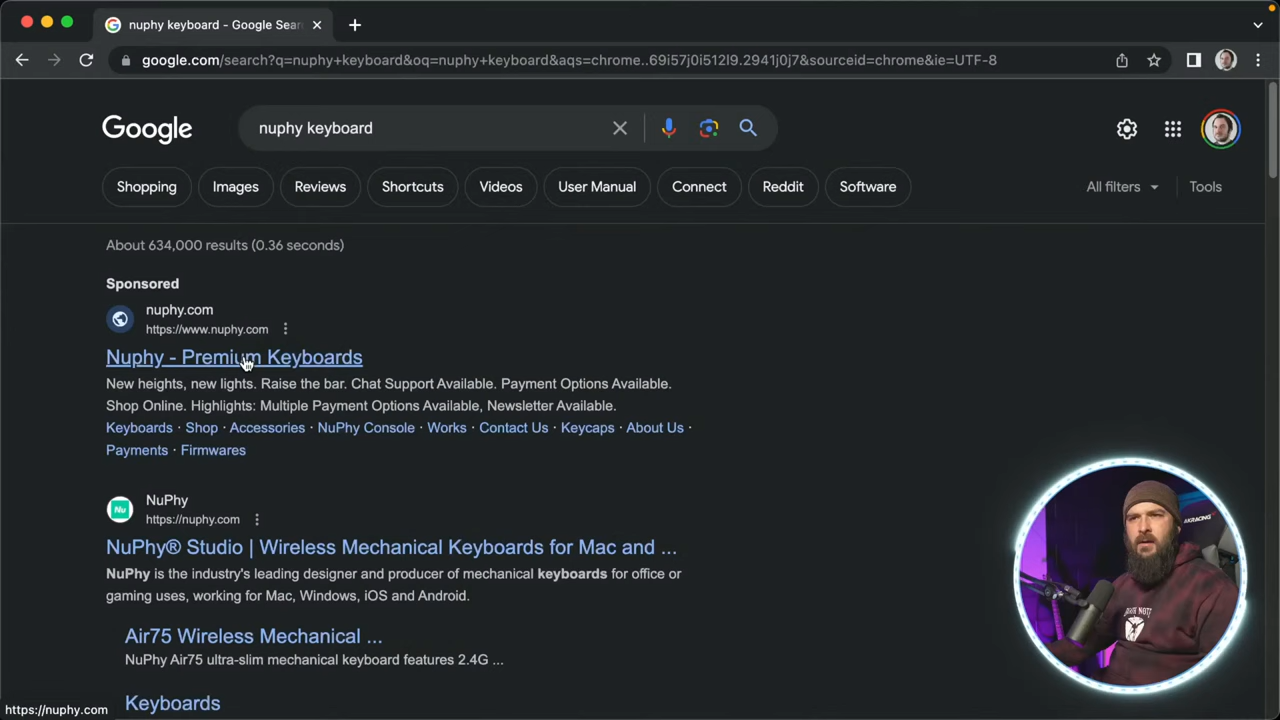 nuphy keyboard - Google Sear
google.com/search?q=nuphy+keyboard&oq=nuphy+keyboard&aqs=chrome..69i57j0i512l9.2941j0j7&sourceid=chrome&ie=UTF-8
Google
nuphy keyboard
Shopping
Images
Reviews
Shortcuts
Videos
User Manual
Connect
Reddit
Software
All filters
Tools
About 634,000 results (0.36 seconds)
Sponsored
nuphy.com
https://www.nuphy.com
Nuphy - Premium Keyboards
New heights, new lights. Raise the bar. Chat Support Available. Payment Options Available.
Shop Online. Highlights: Multiple Payment Options Available, Newsletter Available.
Keyboards · Shop · Accessories · NuPhy Console · Works · Contact Us · Keycaps · About Us ·
Payments · Firmwares
Nu
NuPhy
https://nuphy.com
NuPhy® Studio | Wireless Mechanical Keyboards for Mac and ...
NuPhy is the industry's leading designer and producer of mechanical keyboards for office or
gaming uses, working for Mac, Windows, iOS and Android.
Air75 Wireless Mechanical ...
NuPhy Air75 ultra-slim mechanical keyboard features 2.4G ...
Keyboards
https://nuphy.com